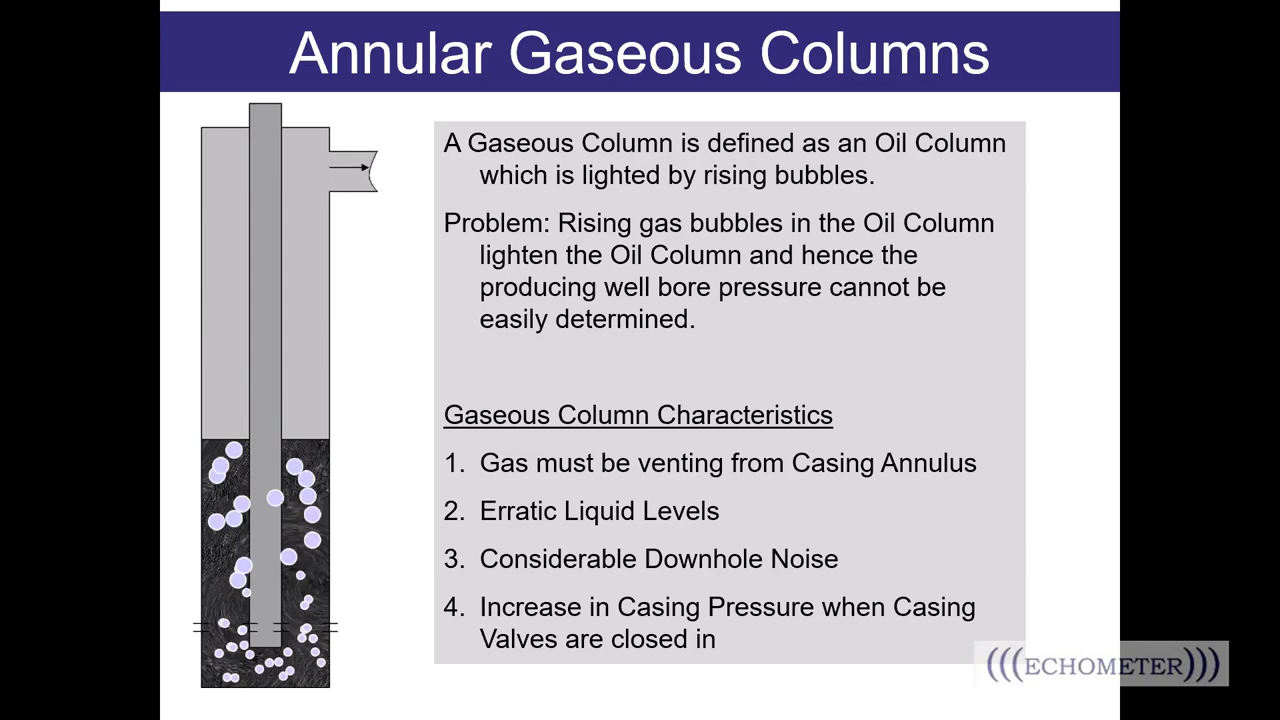 Annular Gaseous Columns
A Gaseous Column is defined as an Oil Column
which is lighted by rising bubbles.
Problem: Rising gas bubbles in the Oil Column
lighten the Oil Column and hence the
producing well bore pressure cannot be
easily determined.
Gaseous Column Characteristics
1. Gas must be venting from Casing Annulus
2. Erratic Liquid Levels
3. Considerable Downhole Noise
4. Increase in Casing Pressure when Casing
Valves are closed in
(((ECHOMETER)))